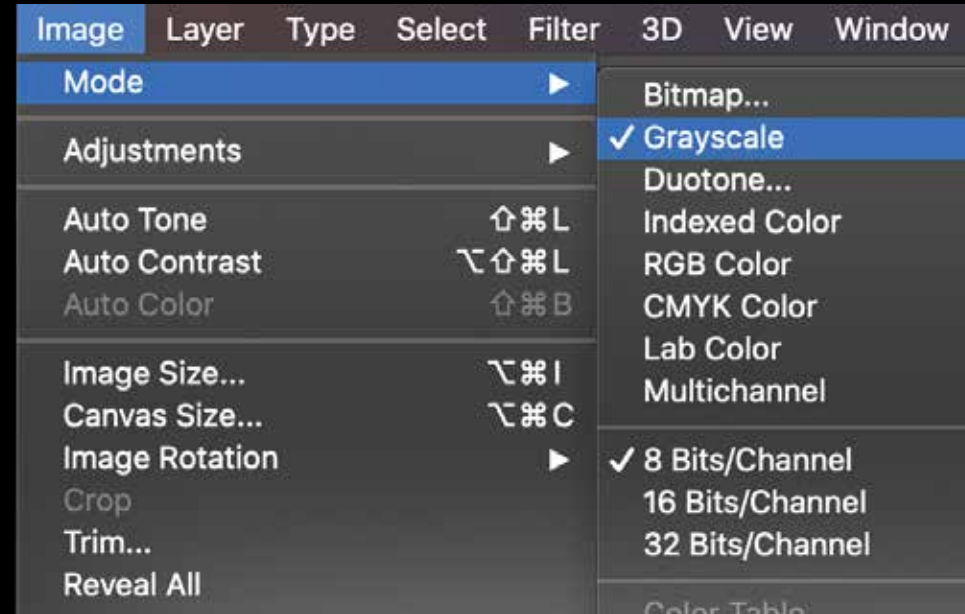 Image Layer Type Select Filter 3D View Window
Mode ▶
Adjustments ▶
Auto Tone ⇧⌘L
Auto Contrast ⌥⇧⌘L
Auto Color ⇧⌘B
Image Size... ⌥⌘I
Canvas Size... ⌥⌘C
Image Rotation ▶
Crop
Trim...
Reveal All
Bitmap...
✓ Grayscale
Duotone...
Indexed Color
RGB Color
CMYK Color
Lab Color
Multichannel
✓ 8 Bits/Channel
16 Bits/Channel
32 Bits/Channel
Color Table